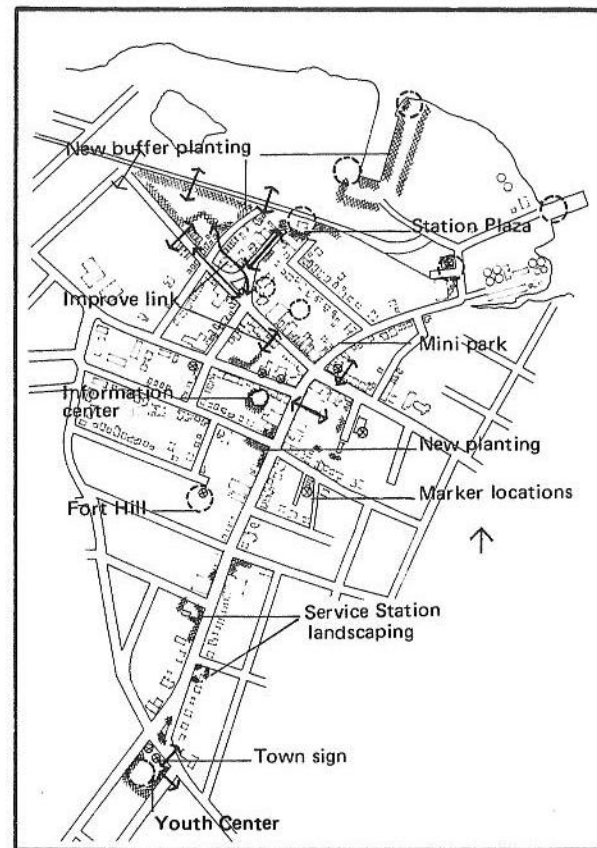 New buffer planting
Station Plaza
Improve link
Mini park
Information
center
New planting
Marker locations
Fort Hill
Service Station
landscaping
Town sign
Youth Center